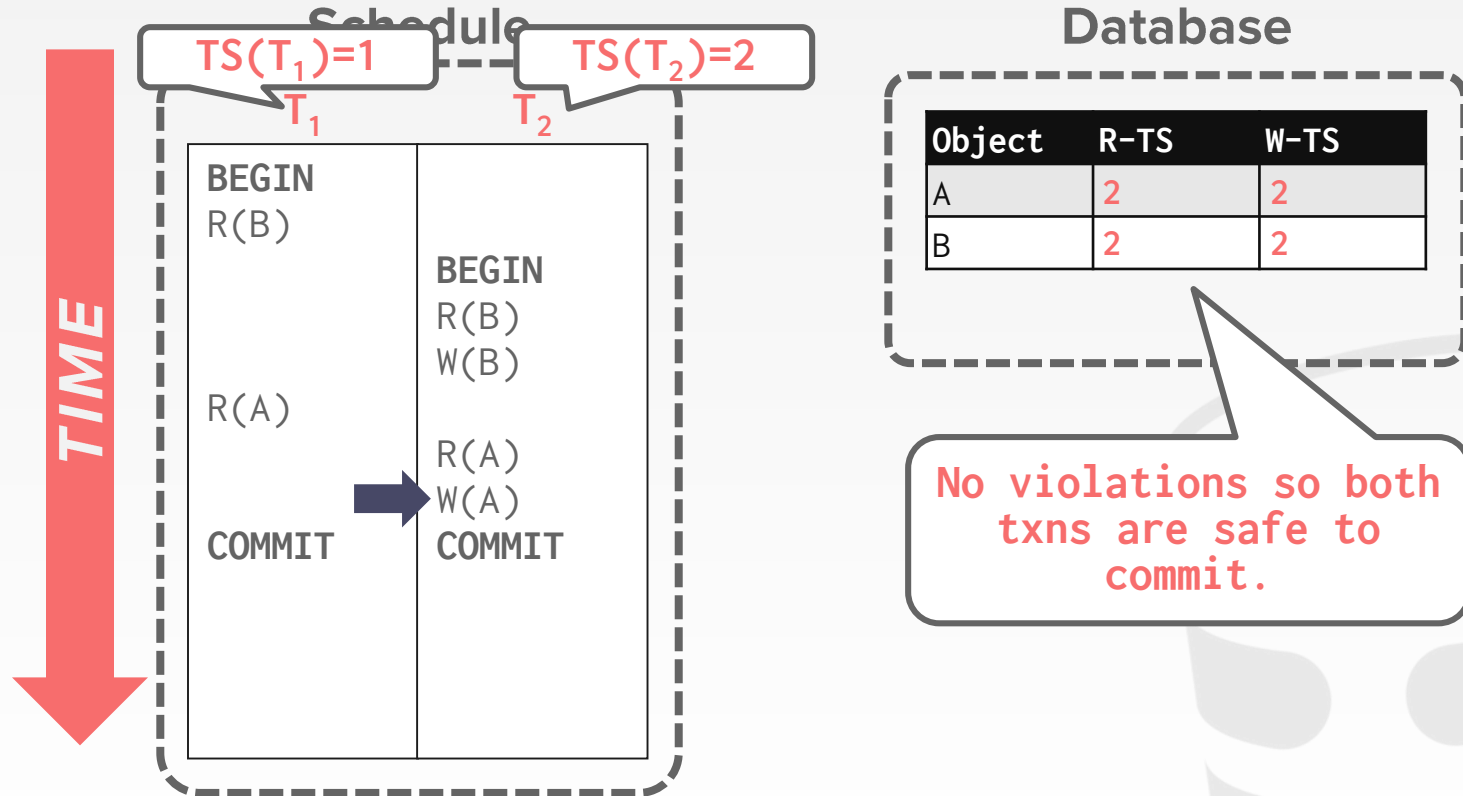 Schedule
TS(T1)=1
TS(T2)=2
T1
T2
TIME
BEGIN
R(B)
BEGIN
R(B)
W(B)
R(A)
R(A)
W(A)
COMMIT
COMMIT
Database
Object R-TS W-TS
A 2 2
B 2 2
No violations so both
txns are safe to
commit.